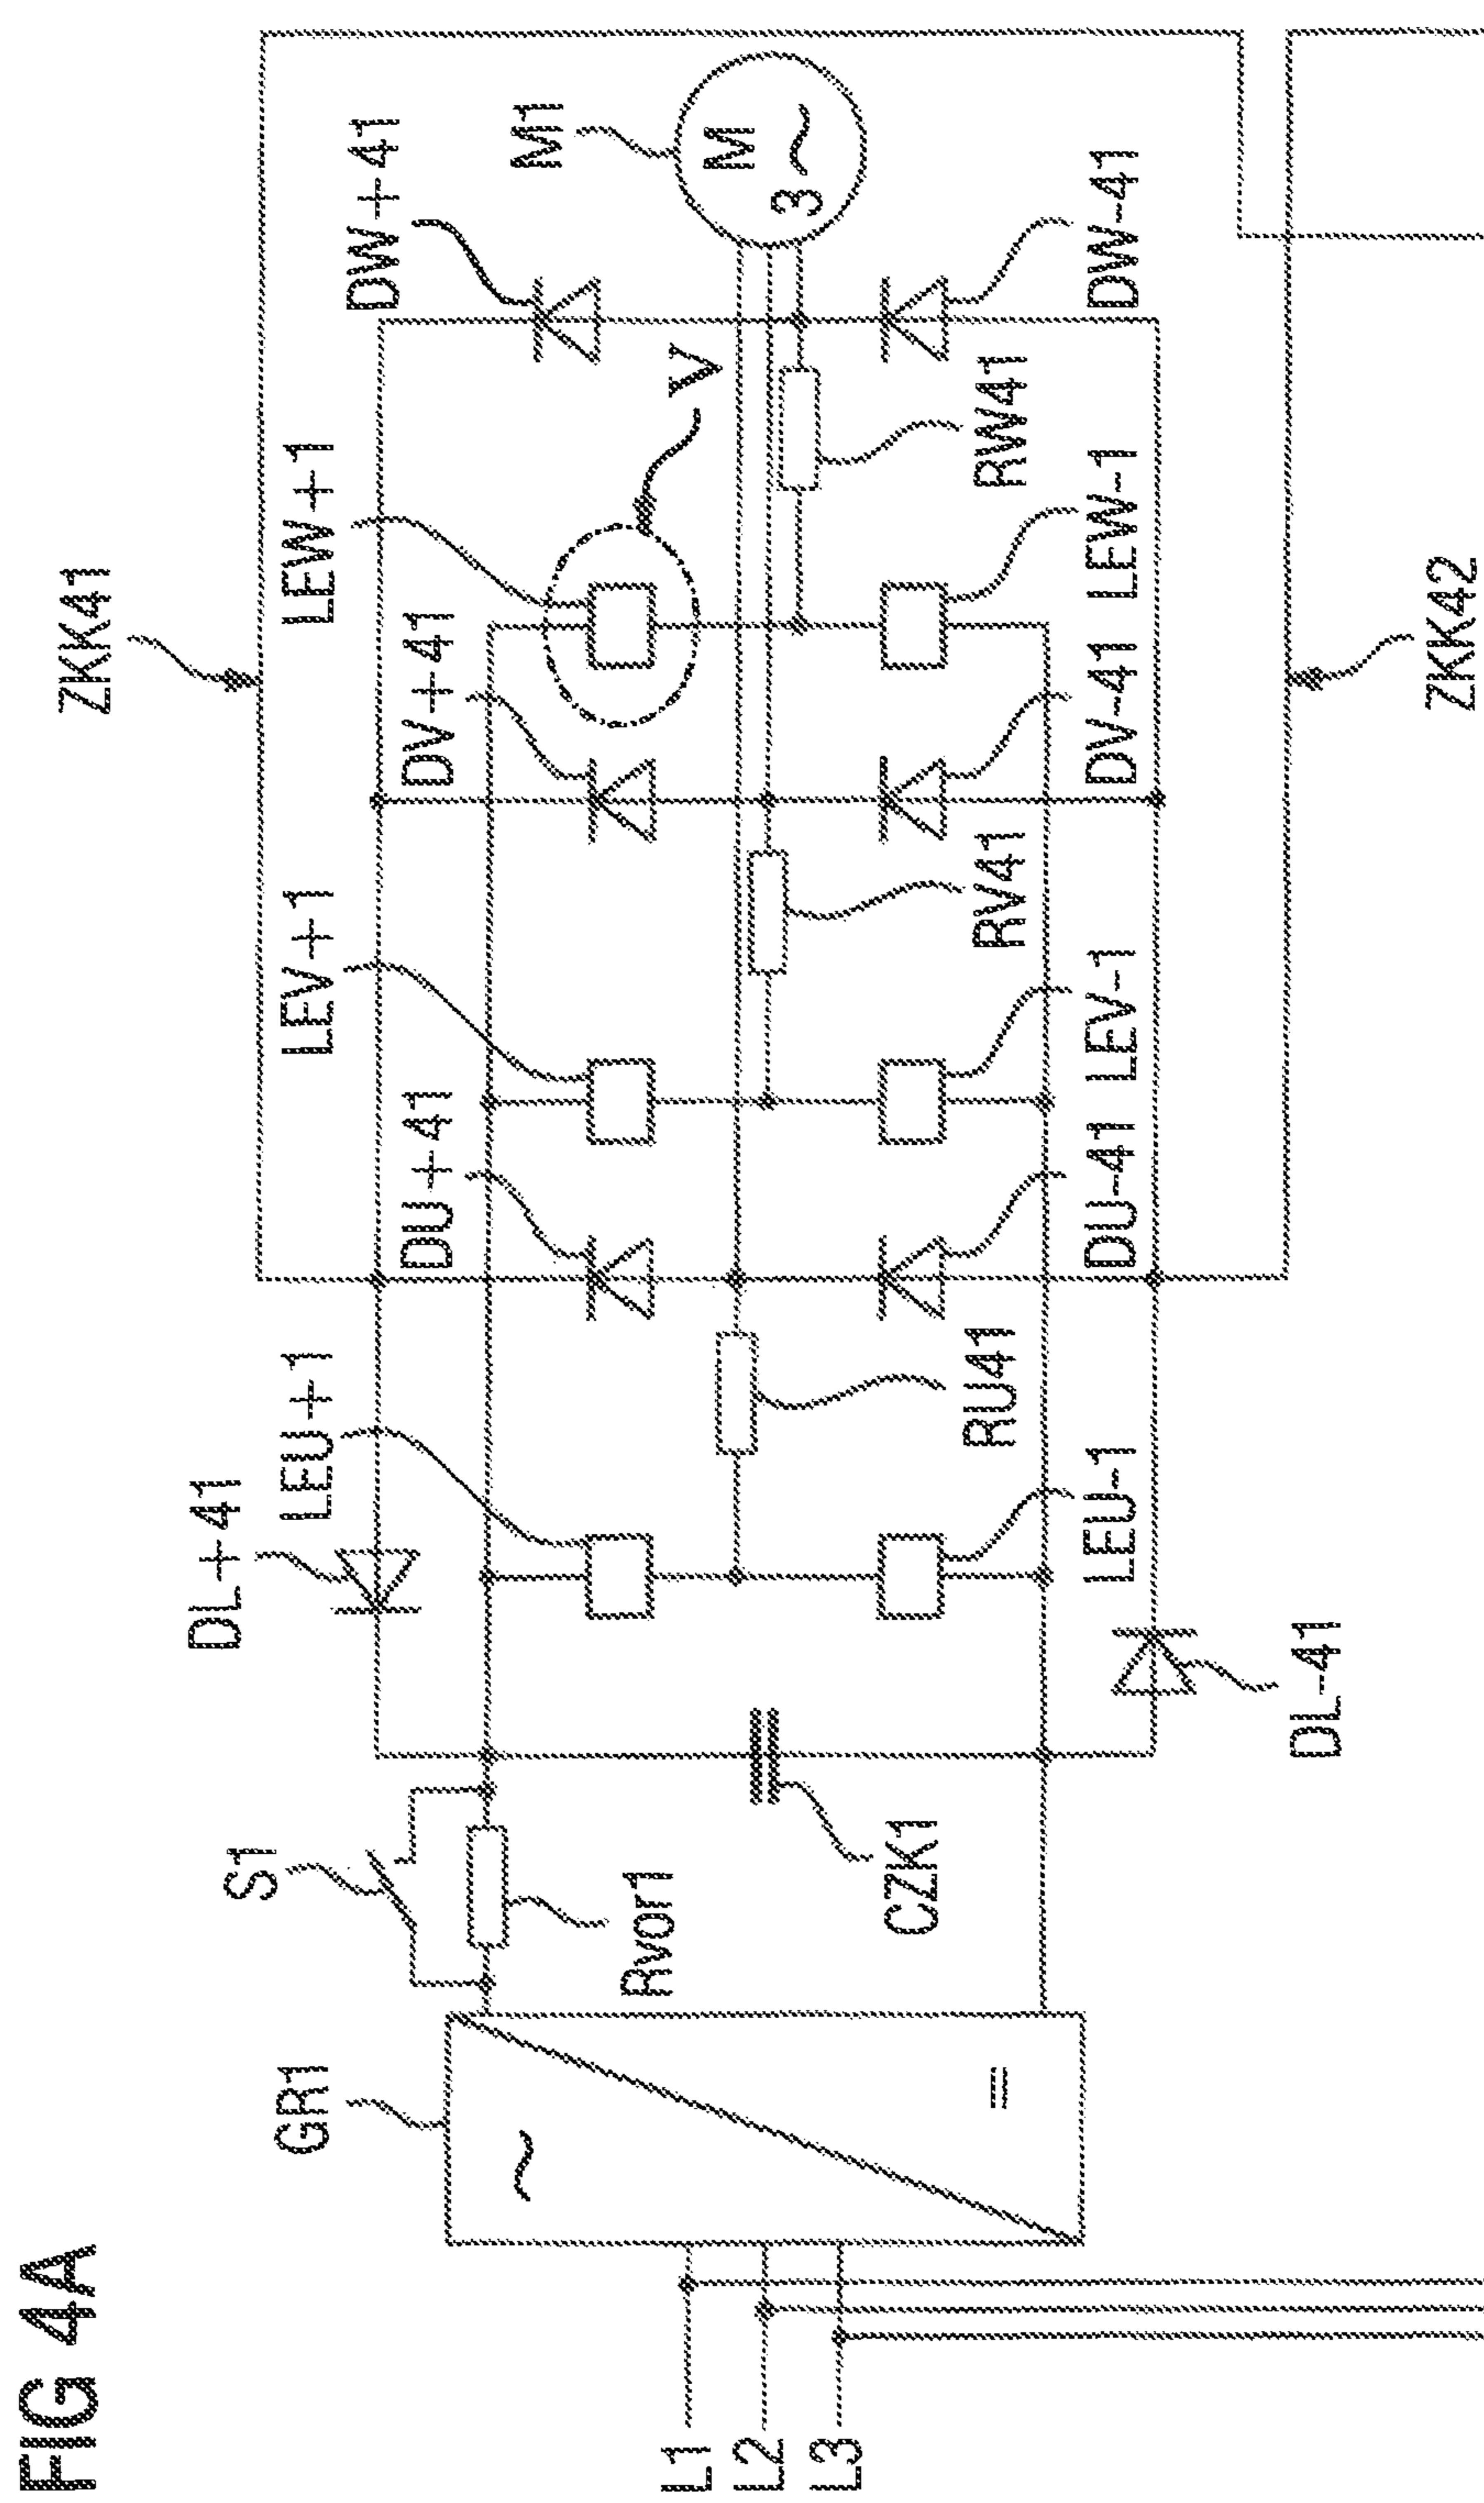 FIG 4A
ZKK41
DL+41
LEU+1
LEV+1
LEW+1
DW+41
S1
GR1
DU+41
DV+41
M1
V
Rvor1
~
=
M
3~
L1
L2
L3
CZK1
RU41
RV41
RW41
LEU-1
DU-41
LEV-1
DV-41
LEW-1
DW-41
DL-41
ZKK42